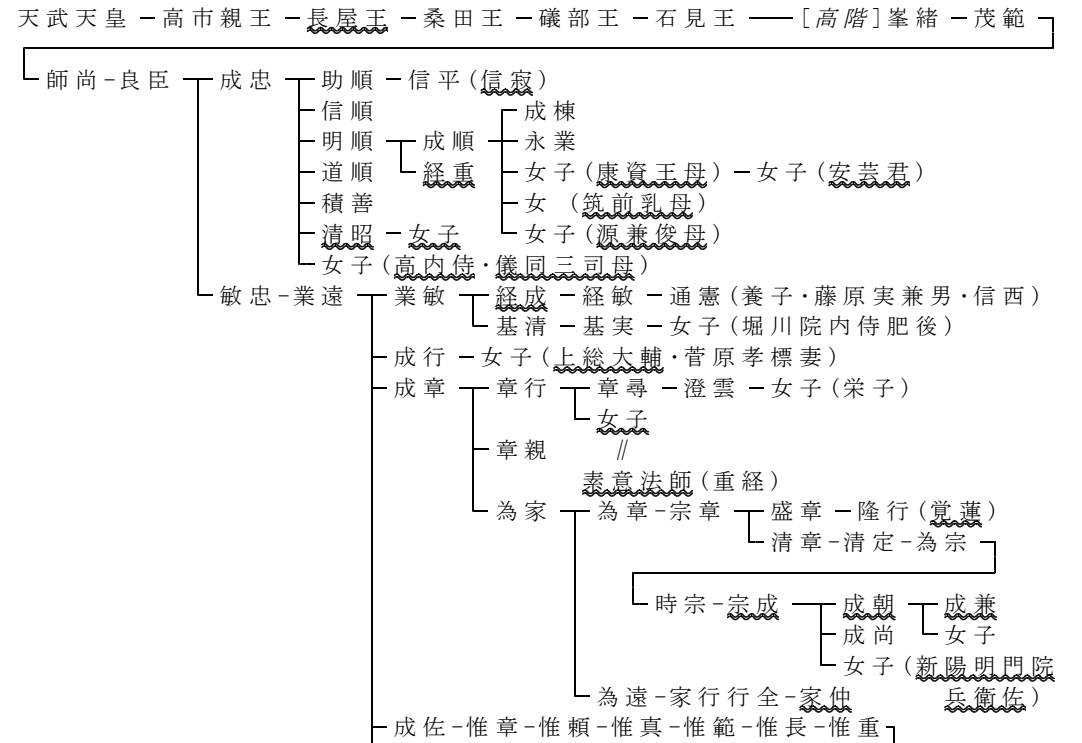 天武天皇－高市親王－長屋王－桑田王－礒部王－石見王──[高階]峯緒－茂範
師尚－良臣 成忠 助順－信平(信寂)
信順 成棟
明順 成順 永業
道順 経重 女子(康資王母)－女子(安芸君)
積善 女 (筑前乳母)
清昭－女子 女子(源兼俊母)
女子(高内侍・儀同三司母)
敏忠－業遠 業敏 経成－経敏－通憲(養子・藤原実兼男・信西)
基清－基実－女子(堀川院内侍肥後)
成行－女子(上総大輔・菅原孝標妻)
成章 章行 章尋－澄雲－女子(栄子)
女子
章親 //
素意法師(重経)
為家 為章－宗章 盛章－隆行(覚蓮)
清章－清定－為宗
時宗－宗成 成朝 成兼
成尚 女子
女子(新陽明門院
為遠－家行行全－家仲 兵衛佐)
成佐－惟章－惟頼－惟真－惟範－惟長－惟重